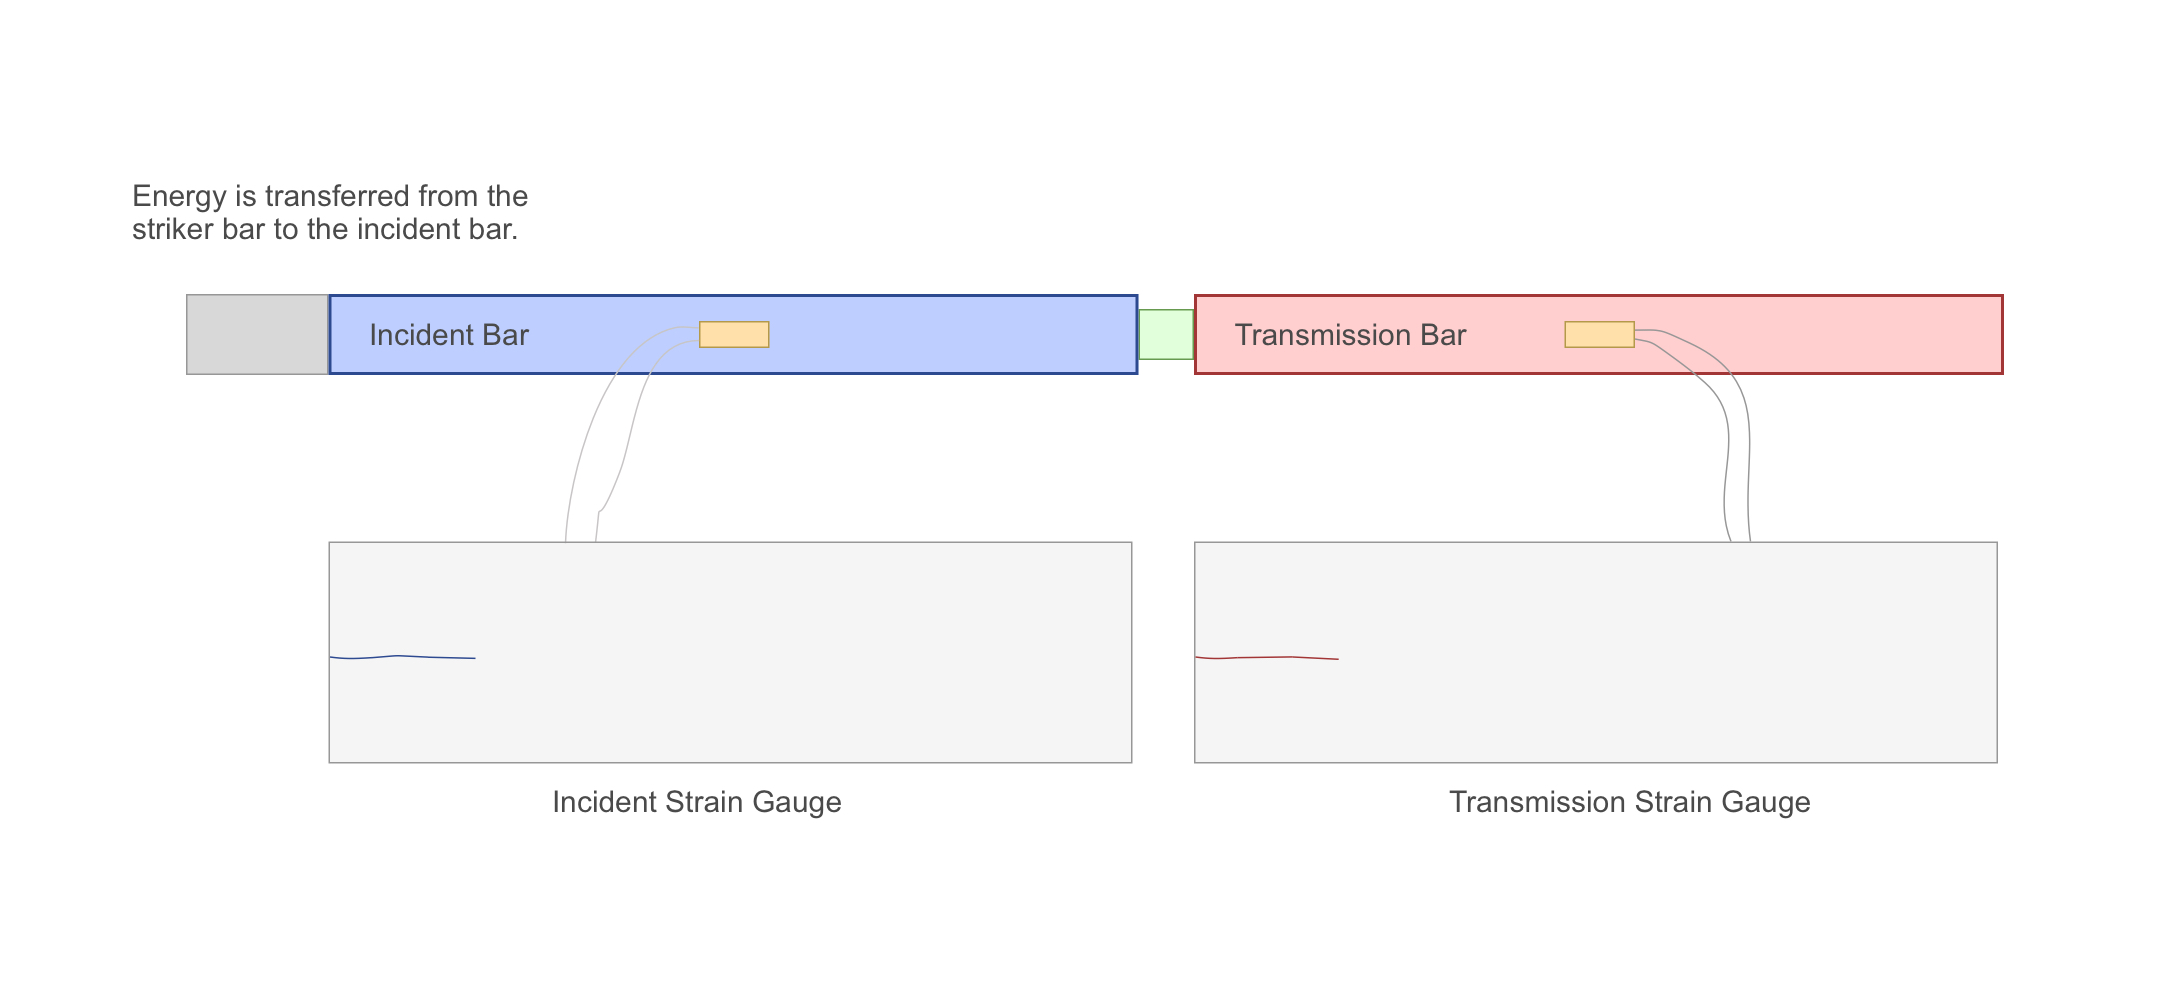 Energy is transferred from the
striker bar to the incident bar.
Incident Bar
Transmission Bar
Incident Strain Gauge
Transmission Strain Gauge